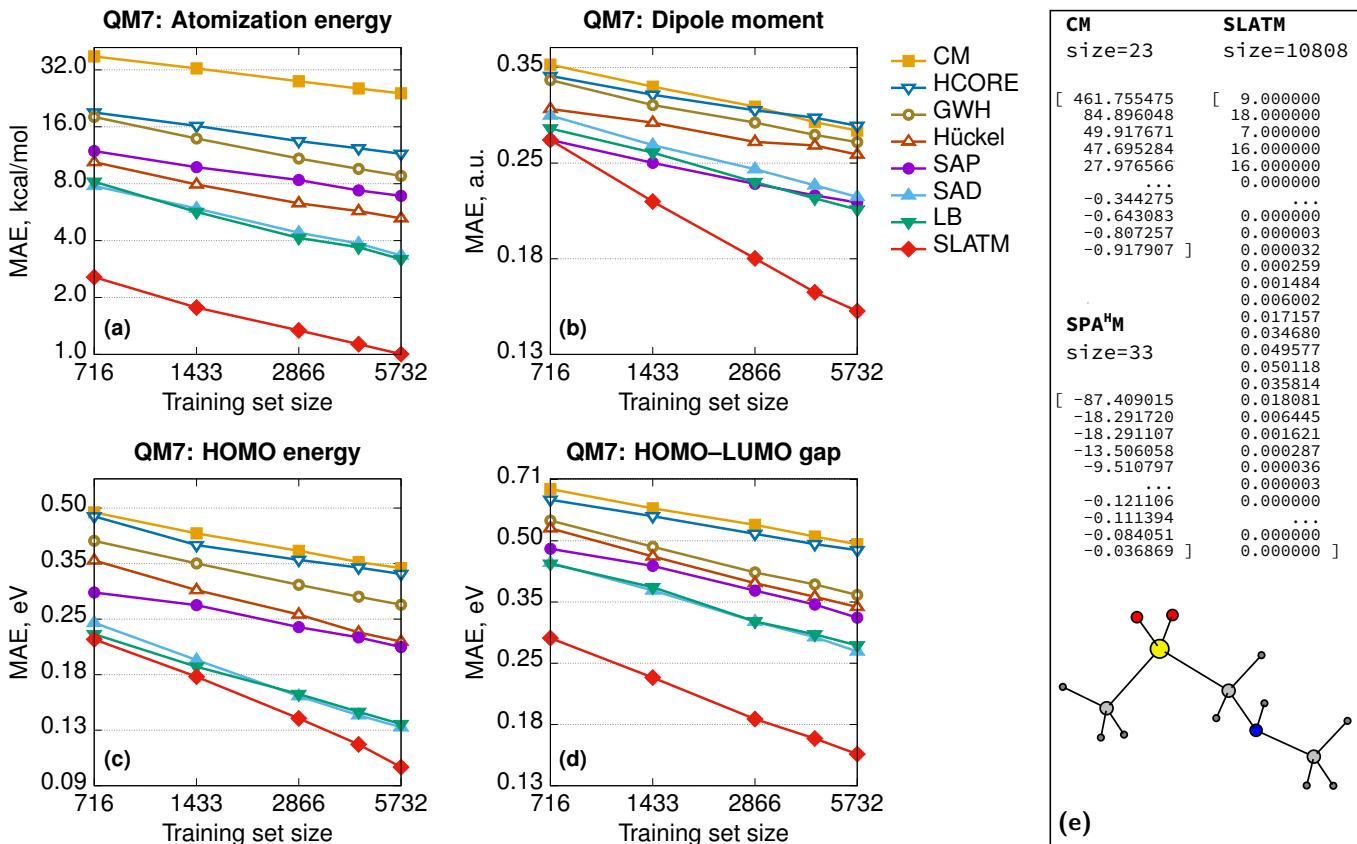 QM7: Atomization energy
MAE, kcal/mol
32.0
16.0
8.0
4.0
2.0
1.0
(a)
716 1433 2866 5732
Training set size
QM7: Dipole moment
MAE, a.u.
0.35
0.25
0.18
0.13
(b)
716 1433 2866 5732
Training set size
CM
HCORE
GWH
Hückel
SAP
SAD
LB
SLATM
QM7: HOMO energy
MAE, eV
0.50
0.35
0.25
0.18
0.13
0.09
(c)
716 1433 2866 5732
Training set size
QM7: HOMO–LUMO gap
MAE, eV
0.71
0.50
0.35
0.25
0.18
0.13
(d)
716 1433 2866 5732
Training set size
CM
size=23
[ 461.755475
84.896048
49.917671
47.695284
27.976566
...
−0.344275
−0.643083
−0.807257
−0.917907 ]
SPAᴴM
size=33
[ −87.409015
−18.291720
−18.291107
−13.506058
−9.510797
...
−0.121106
−0.111394
−0.084051
−0.036869 ]
SLATM
size=10808
[ 9.000000
18.000000
7.000000
16.000000
16.000000
0.000000
...
0.000000
0.000003
0.000032
0.000259
0.001484
0.006002
0.017157
0.034680
0.049577
0.050118
0.035814
0.018081
0.006445
0.001621
0.000287
0.000036
0.000003
0.000000
...
0.000000
0.000000 ]
(e)